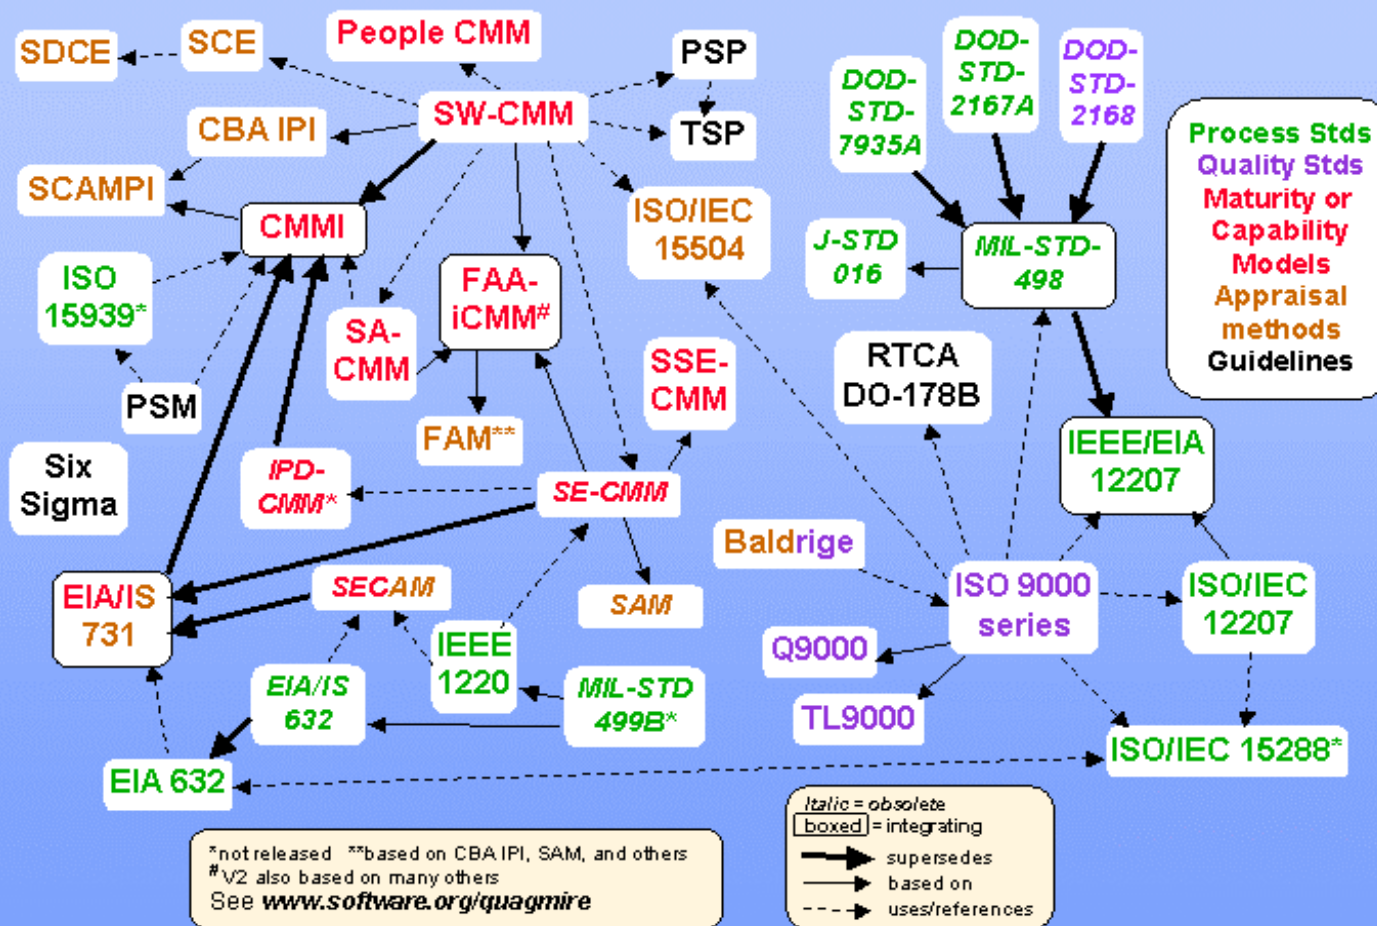 SDCE
SCE
People CMM
PSP
SW-CMM
TSP
CBA IPI
SCAMPI
CMMI
ISO/IEC
15504
DOD-
STD-
7935A
DOD-
STD-
2167A
DOD-
STD-
2168
J-STD
016
MIL-STD-
498
Process Stds
Quality Stds
Maturity or
Capability
Models
Appraisal
methods
Guidelines
ISO
15939*
PSM
SA-
CMM
FAA-
iCMM#
FAM**
SSE-
CMM
RTCA
DO-178B
IEEE/EIA
12207
Six
Sigma
IPD-
CMM*
SE-CMM
Baldrige
EIA/IS
731
SECAM
SAM
IEEE
1220
EIA/IS
632
MIL-STD
499B*
EIA 632
ISO 9000
series
ISO/IEC
12207
Q9000
TL9000
ISO/IEC 15288*
*not released **based on CBA IPI, SAM, and others
#V2 also based on many others
See www.software.org/quagmire
Italic = obsolete
boxed = integrating
supersedes
based on
uses/references